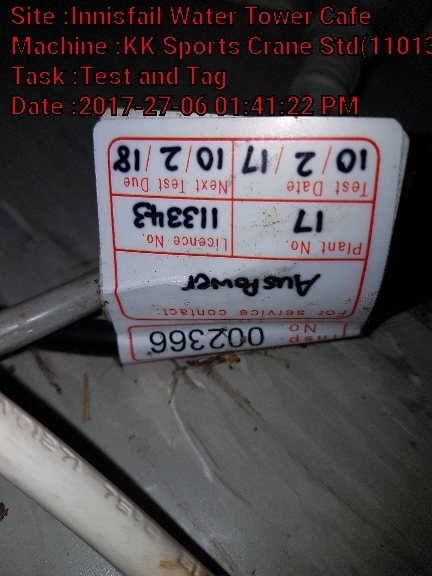 Site :Innisfail Water Tower Cafe
Machine :KK Sports Crane Std(11013
Task :Test and Tag
Date :2017-27-06 01:41:22 PM
Insp. No. 002366
For service contact:
AusPower
Plant No. Licence No.
17 113343
Test Date Next Test Due
10/2/17 10/2/18